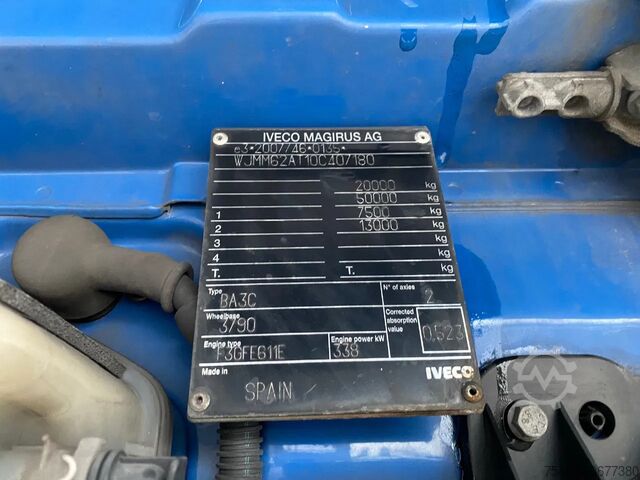 IVECO MAGIRUS AG
e3*2007/46*0135*
WJMM62AT10C407180
20000 kg
50000 kg
1 7500 kg
2 13000 kg
3 kg
4 kg
T. T. kg
Type BA3C N° of axles 2
Wheelbase 3790 Corrected absorption value 0,523
Engine type F3GFE611E Engine power kW 338
Made in SPAIN IVECO